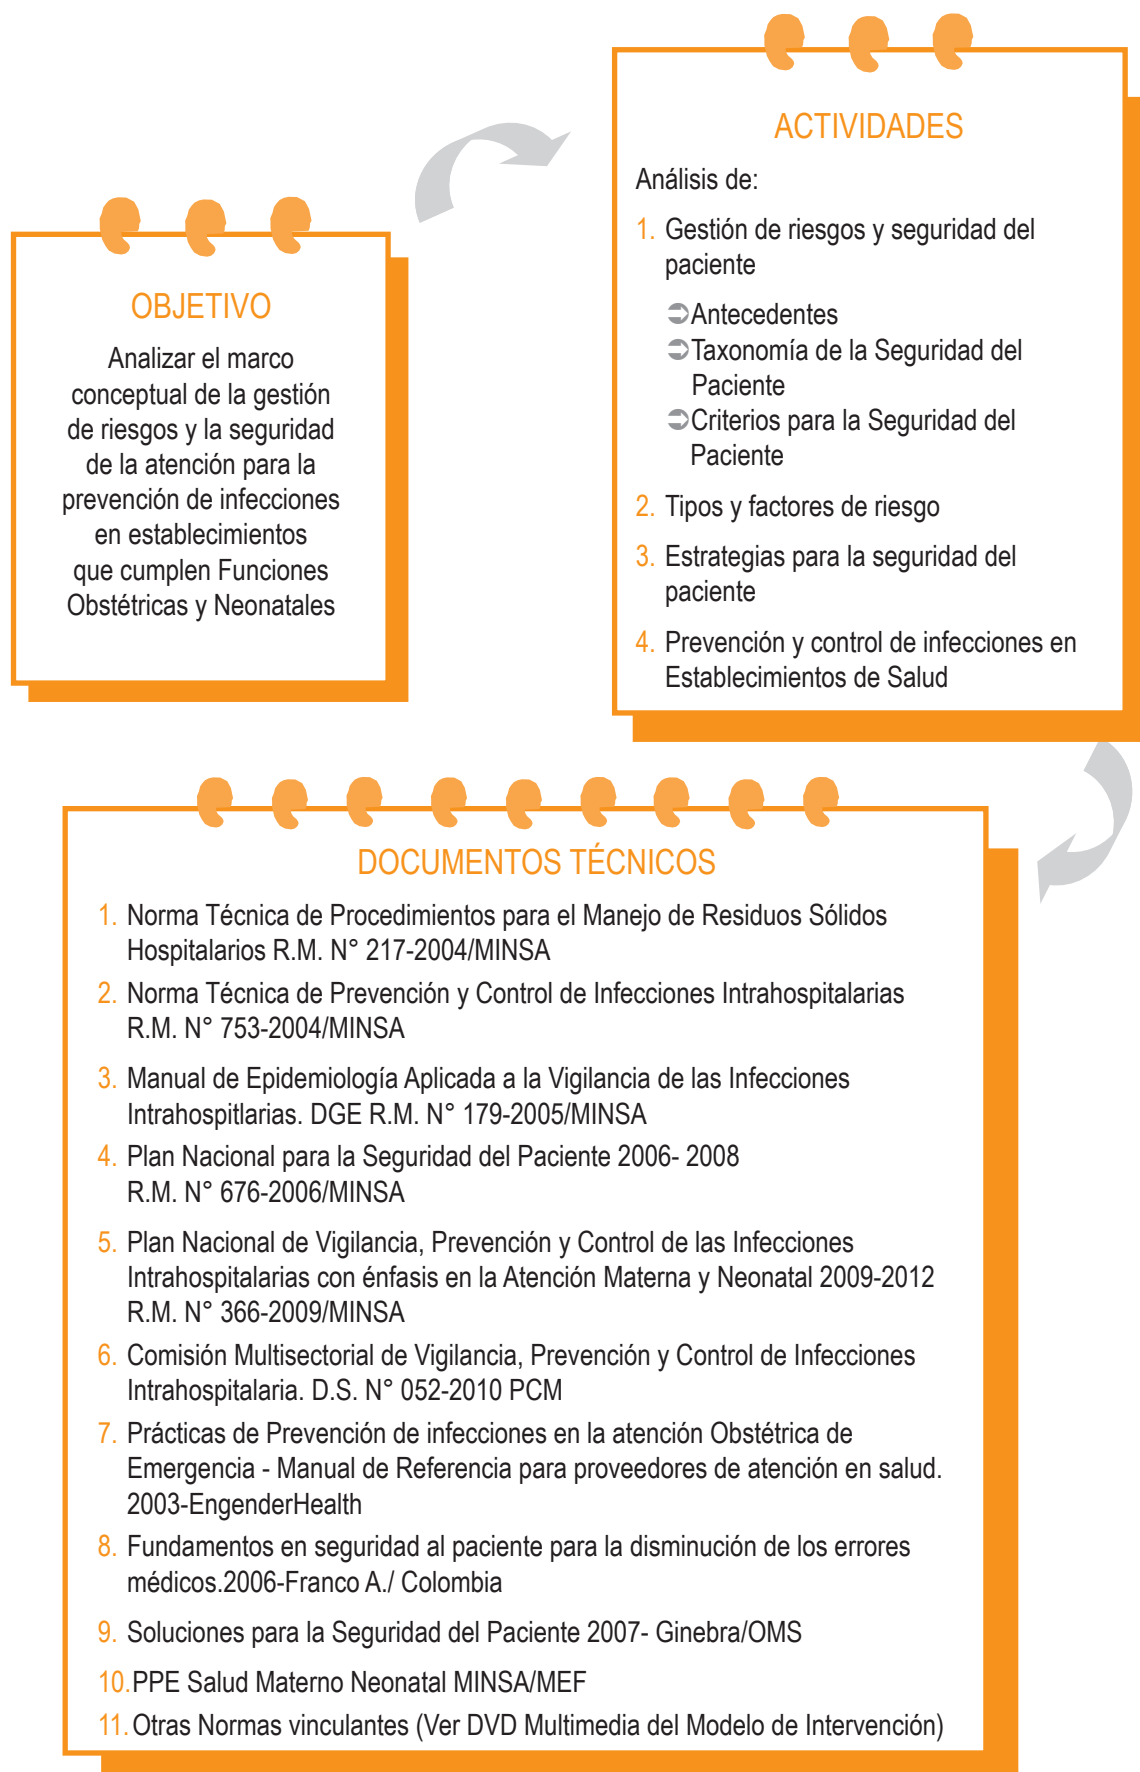 OBJETIVO
Analizar el marco
conceptual de la gestión
de riesgos y la seguridad
de la atención para la
prevención de infecciones
en establecimientos
que cumplen Funciones
Obstétricas y Neonatales
ACTIVIDADES
Análisis de:
1. Gestión de riesgos y seguridad del
paciente
➲Antecedentes
➲Taxonomía de la Seguridad del
Paciente
➲Criterios para la Seguridad del
Paciente
2. Tipos y factores de riesgo
3. Estrategias para la seguridad del
paciente
4. Prevención y control de infecciones en
Establecimientos de Salud
DOCUMENTOS TÉCNICOS
1. Norma Técnica de Procedimientos para el Manejo de Residuos Sólidos
Hospitalarios R.M. N° 217-2004/MINSA
2. Norma Técnica de Prevención y Control de Infecciones Intrahospitalarias
R.M. N° 753-2004/MINSA
3. Manual de Epidemiología Aplicada a la Vigilancia de las Infecciones
Intrahospitlarias. DGE R.M. N° 179-2005/MINSA
4. Plan Nacional para la Seguridad del Paciente 2006- 2008
R.M. N° 676-2006/MINSA
5. Plan Nacional de Vigilancia, Prevención y Control de las Infecciones
Intrahospitalarias con énfasis en la Atención Materna y Neonatal 2009-2012
R.M. N° 366-2009/MINSA
6. Comisión Multisectorial de Vigilancia, Prevención y Control de Infecciones
Intrahospitalaria. D.S. N° 052-2010 PCM
7. Prácticas de Prevención de infecciones en la atención Obstétrica de
Emergencia - Manual de Referencia para proveedores de atención en salud.
2003-EngenderHealth
8. Fundamentos en seguridad al paciente para la disminución de los errores
médicos.2006-Franco A./ Colombia
9. Soluciones para la Seguridad del Paciente 2007- Ginebra/OMS
10.PPE Salud Materno Neonatal MINSA/MEF
11.Otras Normas vinculantes (Ver DVD Multimedia del Modelo de Intervención)